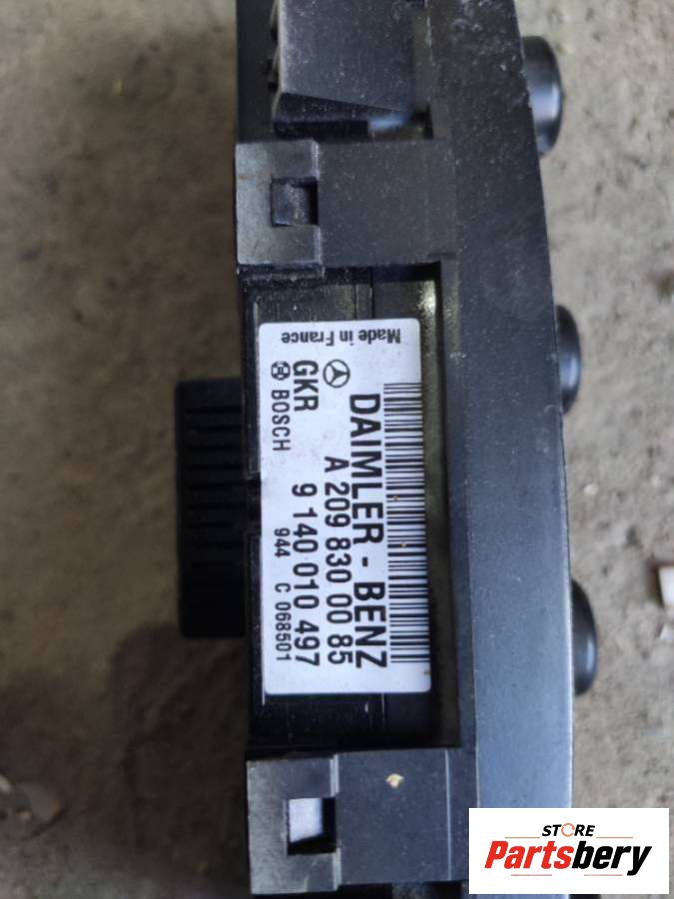 Made in France
DAIMLER - BENZ
A 209 830 00 85
GKR 9 140 010 497
BOSCH 944 C 068501
STORE
Partsbery